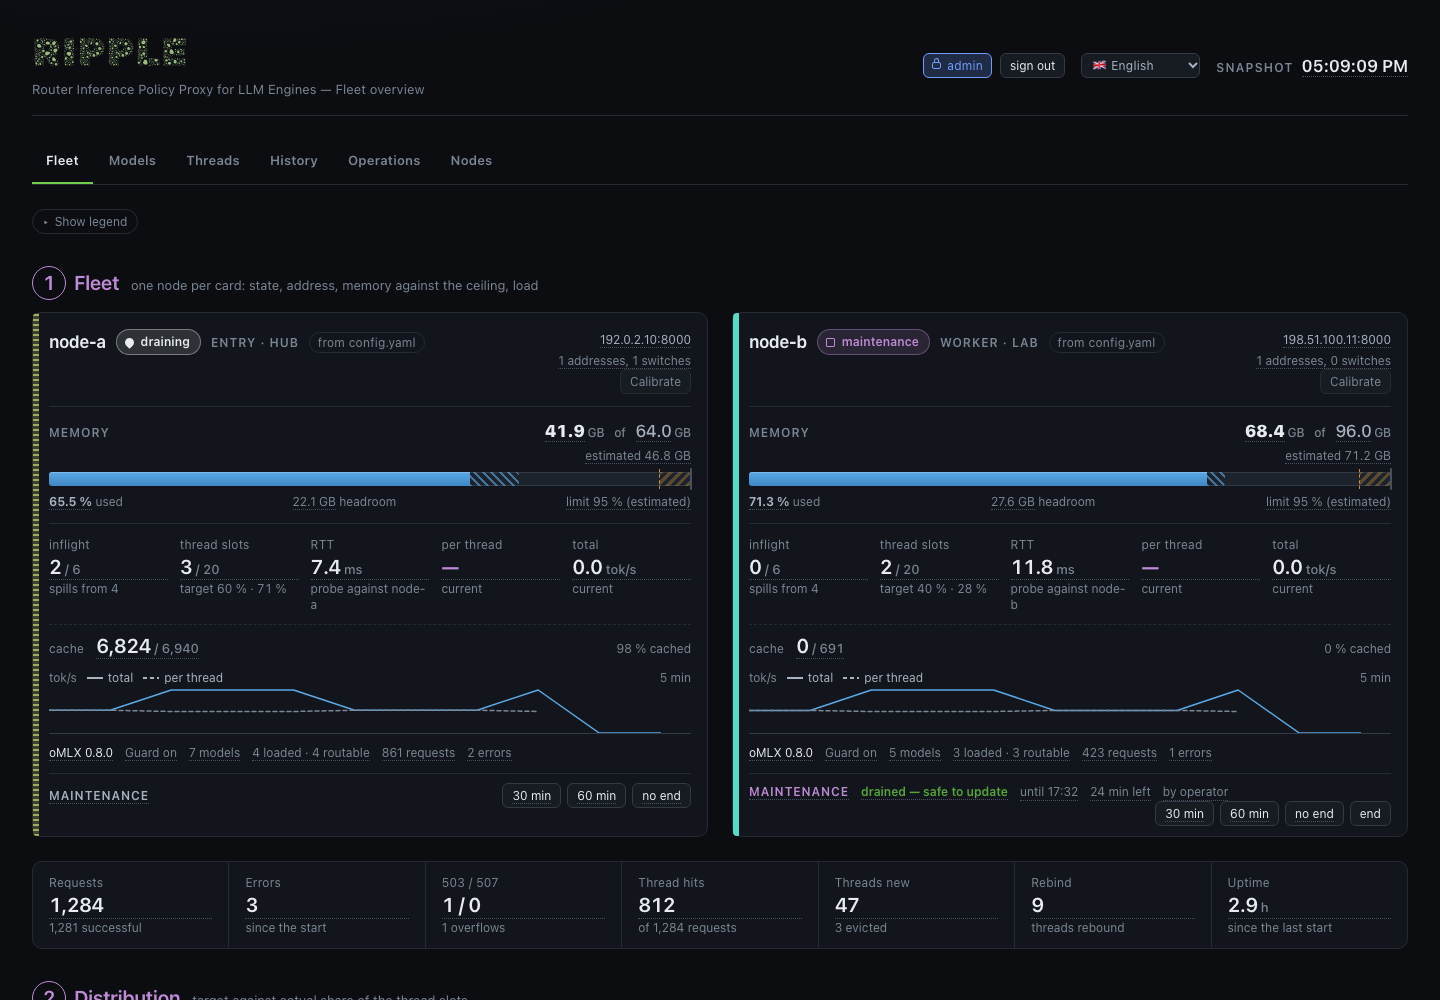 RIPPLE
Router Inference Policy Proxy for LLM Engines — Fleet overview
admin
sign out
English
SNAPSHOT 05:09:09 PM
Fleet Models Threads History Operations Nodes
Show legend
1 Fleet one node per card: state, address, memory against the ceiling, load
node-a draining ENTRY · HUB from config.yaml 192.0.2.10:8000
1 addresses, 1 switches
Calibrate
MEMORY 41.9 GB of 64.0 GB
estimated 46.8 GB
65.5 % used 22.1 GB headroom limit 95 % (estimated)
inflight thread slots RTT per thread total
2 / 6 3 / 20 7.4 ms — 0.0 tok/s
spills from 4 target 60 % · 71 % probe against node- current current
a
cache 6,824 / 6,940 98 % cached
tok/s total per thread 5 min
oMLX 0.8.0 Guard on 7 models 4 loaded · 4 routable 861 requests 2 errors
MAINTENANCE 30 min 60 min no end
node-b maintenance WORKER · LAB from config.yaml 198.51.100.11:8000
1 addresses, 0 switches
Calibrate
MEMORY 68.4 GB of 96.0 GB
estimated 71.2 GB
71.3 % used 27.6 GB headroom limit 95 % (estimated)
inflight thread slots RTT per thread total
0 / 6 2 / 20 11.8 ms — 0.0 tok/s
spills from 4 target 40 % · 28 % probe against node- current current
b
cache 0 / 691 0 % cached
tok/s total per thread 5 min
oMLX 0.8.0 Guard on 5 models 3 loaded · 3 routable 423 requests 1 errors
MAINTENANCE drained — safe to update until 17:32 24 min left by operator
30 min 60 min no end end
Requests Errors 503 / 507 Thread hits Threads new Rebind Uptime
1,284 3 1 / 0 812 47 9 2.9 h
1,281 successful since the start 1 overflows of 1,284 requests 3 evicted threads rebound since the last start
2 Distribution target against actual share of the thread slots